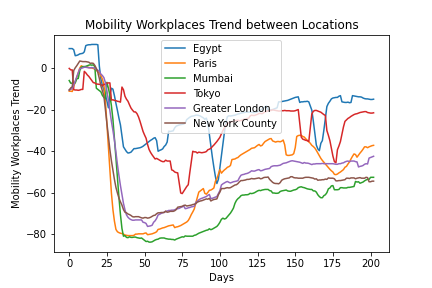 Mobility Workplaces Trend between Locations
Mobility Workplaces Trend
0
−20
−40
−60
−80
Egypt
Paris
Mumbai
Tokyo
Greater London
New York County
0 25 50 75 100 125 150 175 200
Days